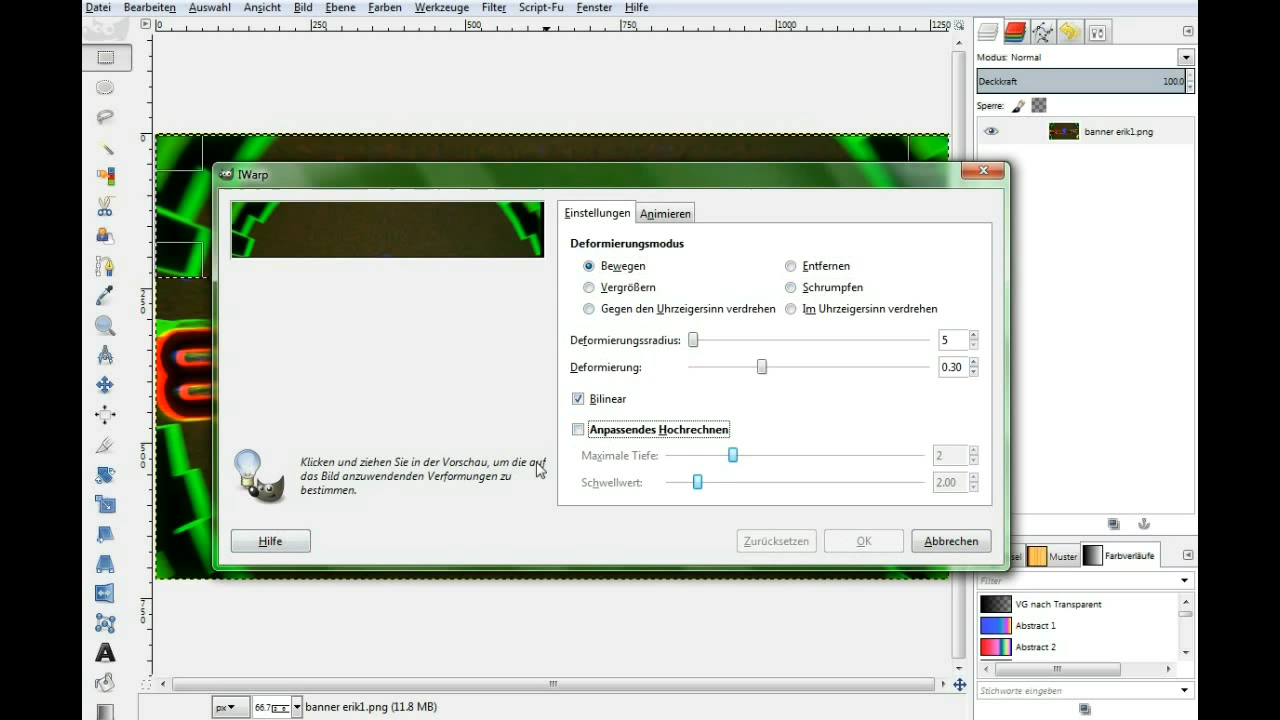 Datei Bearbeiten Auswahl Ansicht Bild Ebene Farben Werkzeuge Filter Script-Fu Fenster Hilfe
0 250 500 750 1000 1250
Modus: Normal
Deckkraft 100.0
Sperre:
banner erik1.png
0
250
500
750
IWarp
Einstellungen Animieren
Deformierungsmodus
Bewegen Entfernen
Vergrößern Schrumpfen
Gegen den Uhrzeigersinn verdrehen Im Uhrzeigersinn verdrehen
Deformierungsradius: 5
Deformierung: 0.30
Bilinear
Anpassendes Hochrechnen
Maximale Tiefe: 2
Schwellwert: 2.00
Klicken und ziehen Sie in der Vorschau, um die auf
das Bild anzuwendenden Verformungen zu
bestimmen.
Hilfe Zurücksetzen OK Abbrechen
Muster Farbverläufe
Filter
VG nach Transparent
Abstract 1
Abstract 2
Stichworte eingeben
px banner erik1.png (11.8 MB)